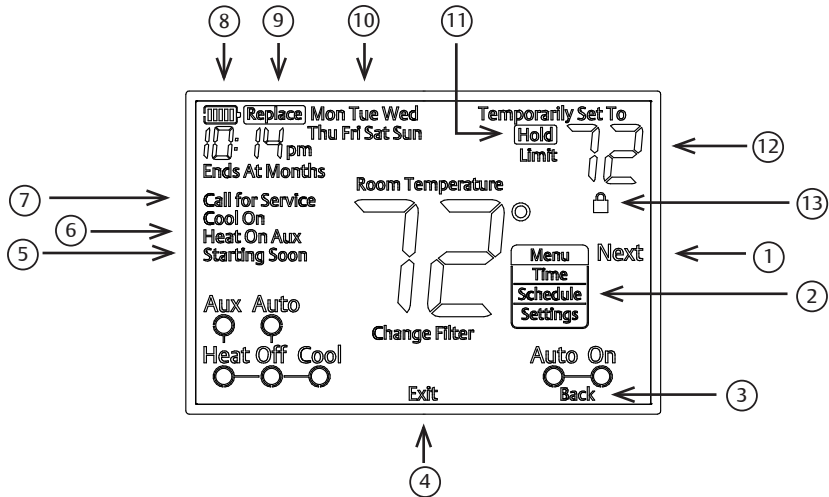 8 9 10 11
Replace Mon Tue Wed Temporarily Set To
10:14 pm Thu Fri Sat Sun Hold 72 12
Limit
Ends At Months
Room Temperature
7 Call for Service 13
Cool On
6 Heat On Aux 72°
5 Starting Soon Menu Next 1
Time
Schedule 2
Settings
Aux Auto
Change Filter
Heat Off Cool Auto On
Exit Back 3
4